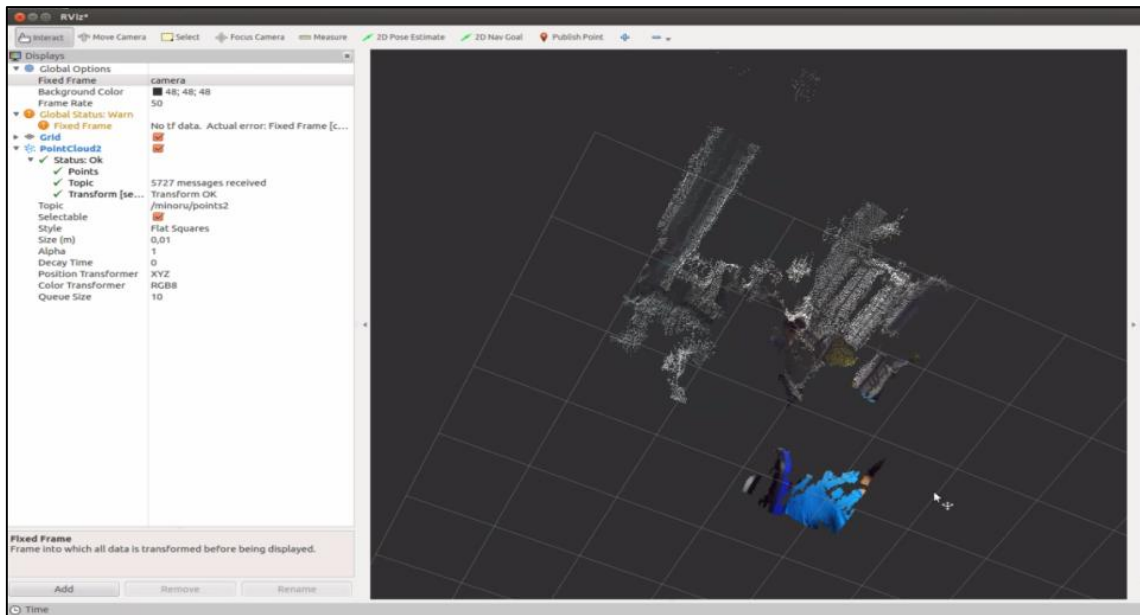 RViz*
Interact Move Camera Select Focus Camera Measure 2D Pose Estimate 2D Nav Goal Publish Point
Displays
Global Options
Fixed Frame camera
Background Color 48; 48; 48
Frame Rate 50
Global Status: Warn
Fixed Frame No tf data. Actual error: Fixed Frame [c...
Grid
PointCloud2
Status: Ok
Points
Topic 5727 messages received
Transform [se... Transform OK
Topic /minoru/points2
Selectable
Style Flat Squares
Size (m) 0,01
Alpha 1
Decay Time 0
Position Transformer XYZ
Color Transformer RGB8
Queue Size 10
Fixed Frame
Frame into which all data is transformed before being displayed.
Add Remove Rename
Time